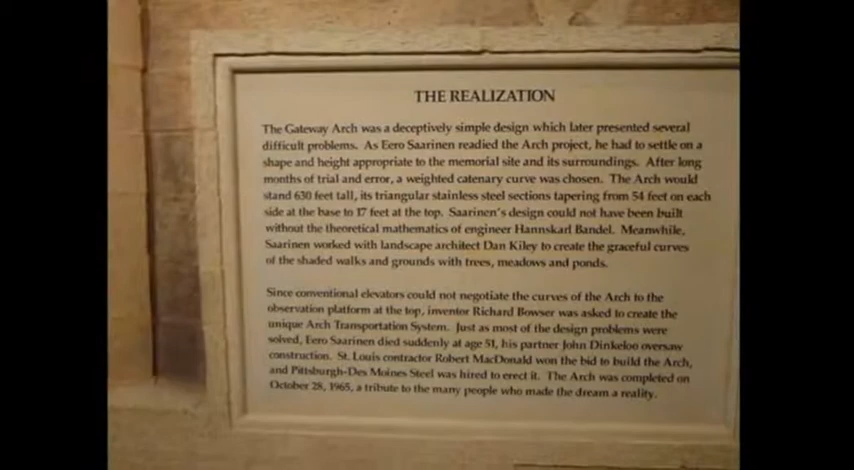 THE REALIZATION
The Gateway Arch was a deceptively simple design which later presented several
difficult problems. As Eero Saarinen readied the Arch project, he had to settle on a
shape and height appropriate to the memorial site and its surroundings. After long
months of trial and error, a weighted catenary curve was chosen. The Arch would
stand 630 feet tall, its triangular stainless steel sections tapering from 54 feet on each
side at the base to 17 feet at the top. Saarinen's design could not have been built
without the theoretical mathematics of engineer Hannskarl Bandel. Meanwhile,
Saarinen worked with landscape architect Dan Kiley to create the graceful curves
of the shaded walks and grounds with trees, meadows and ponds.
Since conventional elevators could not negotiate the curves of the Arch to the
observation platform at the top, inventor Richard Bowser was asked to create the
unique Arch Transportation System. Just as most of the design problems were
solved, Eero Saarinen died suddenly at age 51, his partner John Dinkeloo oversaw
construction. St. Louis contractor Robert MacDonald won the bid to build the Arch,
and Pittsburgh-Des Moines Steel was hired to erect it. The Arch was completed on
October 28, 1965, a tribute to the many people who made the dream a reality.